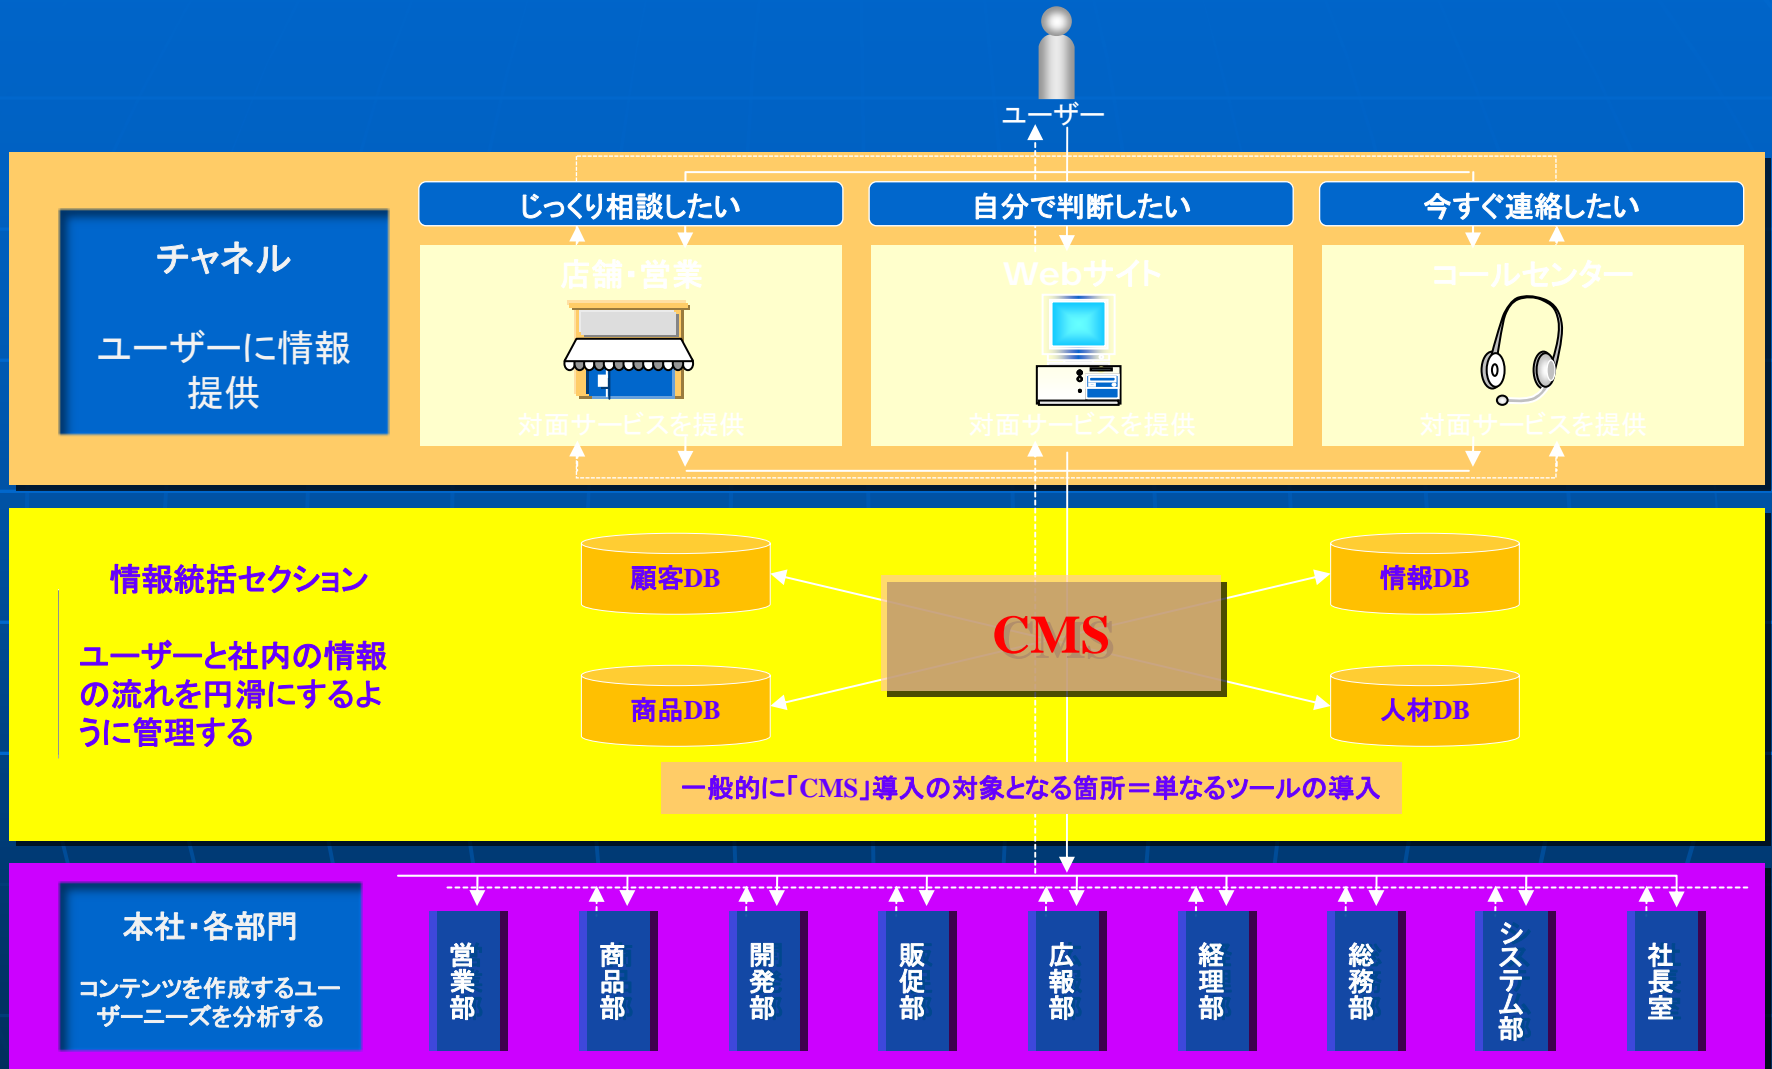 ユーザー
じっくり相談したい
自分で判断したい
今すぐ連絡したい
チャネル
ユーザーに情報
提供
店舗・営業
Webサイト
コールセンター
対面サービスを提供
対面サービスを提供
対面サービスを提供
情報統括セクション
ユーザーと社内の情報
の流れを円滑にするよ
うに管理する
顧客DB
情報DB
CMS
商品DB
人材DB
一般的に「CMS」導入の対象となる箇所＝単なるツールの導入
本社・各部門
コンテンツを作成するユー
ザーニーズを分析する
営業部
商品部
開発部
販促部
広報部
経理部
総務部
システム部
社長室